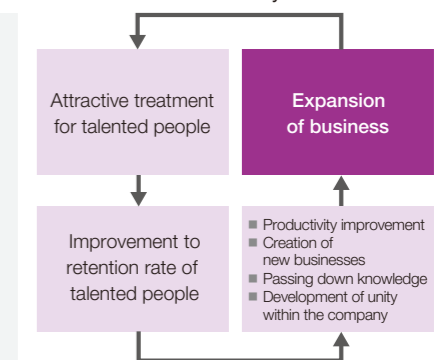 Attractive treatment
for talented people
Expansion
of business
Improvement to
retention rate of
talented people
■ Productivity improvement
■ Creation of
new businesses
■ Passing down knowledge
■ Development of unity
within the company